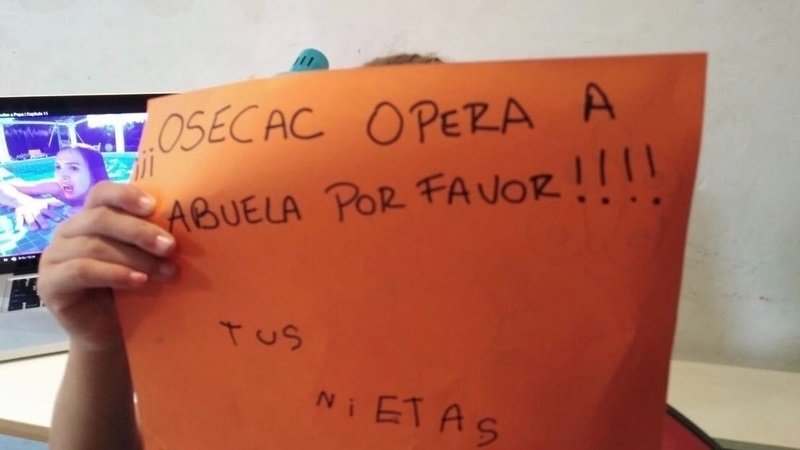 ¡¡¡OSECAC OPERA A
ABUELA POR FAVOR!!!!
TUS
NiETAS